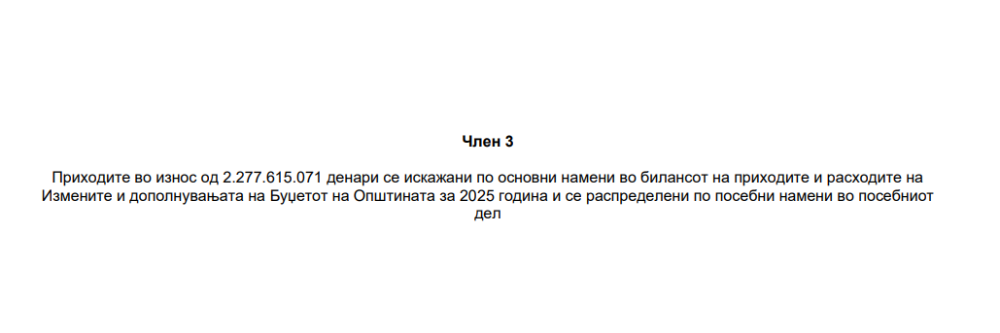 Член 3
Приходите во износ од 2.277.615.071 денари се искажани по основни намени во билансот на приходите и расходите на
Измените и дополнувањата на Буџетот на Општината за 2025 година и се распределени по посебни намени во посебниот
дел